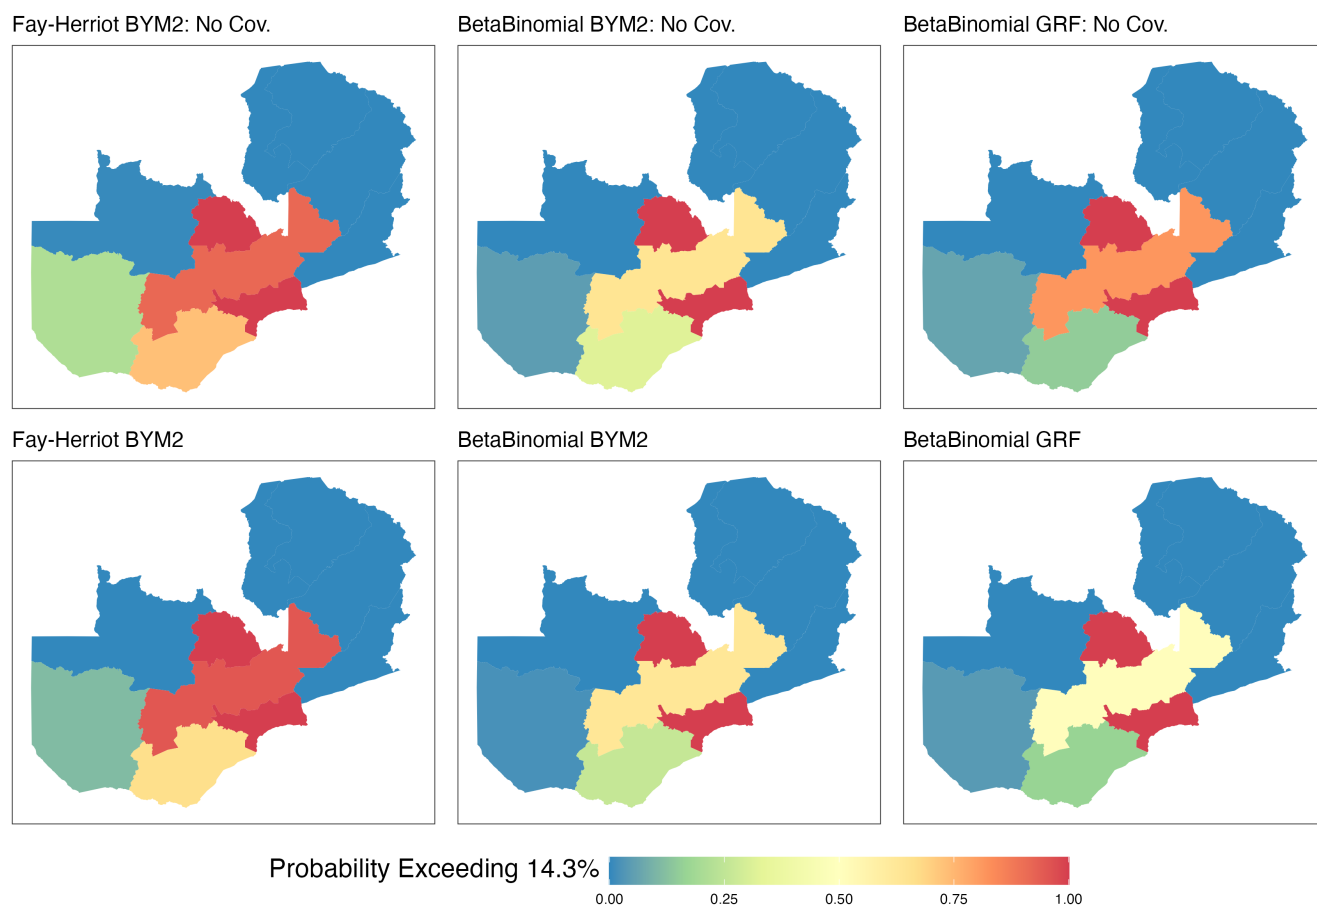 Fay-Herriot BYM2: No Cov.
BetaBinomial BYM2: No Cov.
BetaBinomial GRF: No Cov.
Fay-Herriot BYM2
BetaBinomial BYM2
BetaBinomial GRF
Probability Exceeding 14.3%
0.00 0.25 0.50 0.75 1.00